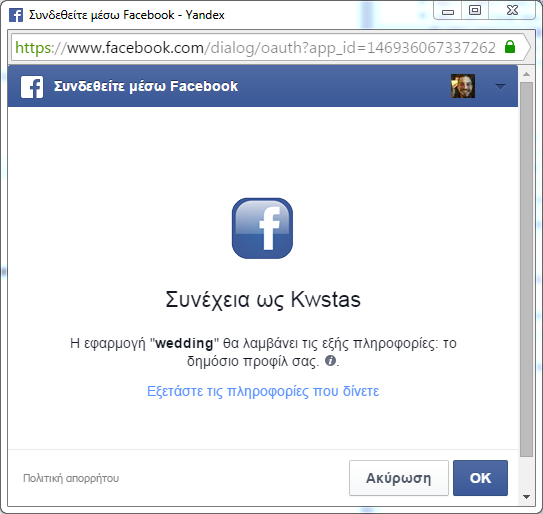 Συνδεθείτε μέσω Facebook - Yandex
https://www.facebook.com/dialog/oauth?app_id=146936067337262
Συνδεθείτε μέσω Facebook
Συνέχεια ως Kwstas
Η εφαρμογή "wedding" θα λαμβάνει τις εξής πληροφορίες: το
δημόσιο προφίλ σας. i.
Εξετάστε τις πληροφορίες που δίνετε
Πολιτική απορρήτου
Ακύρωση
OK